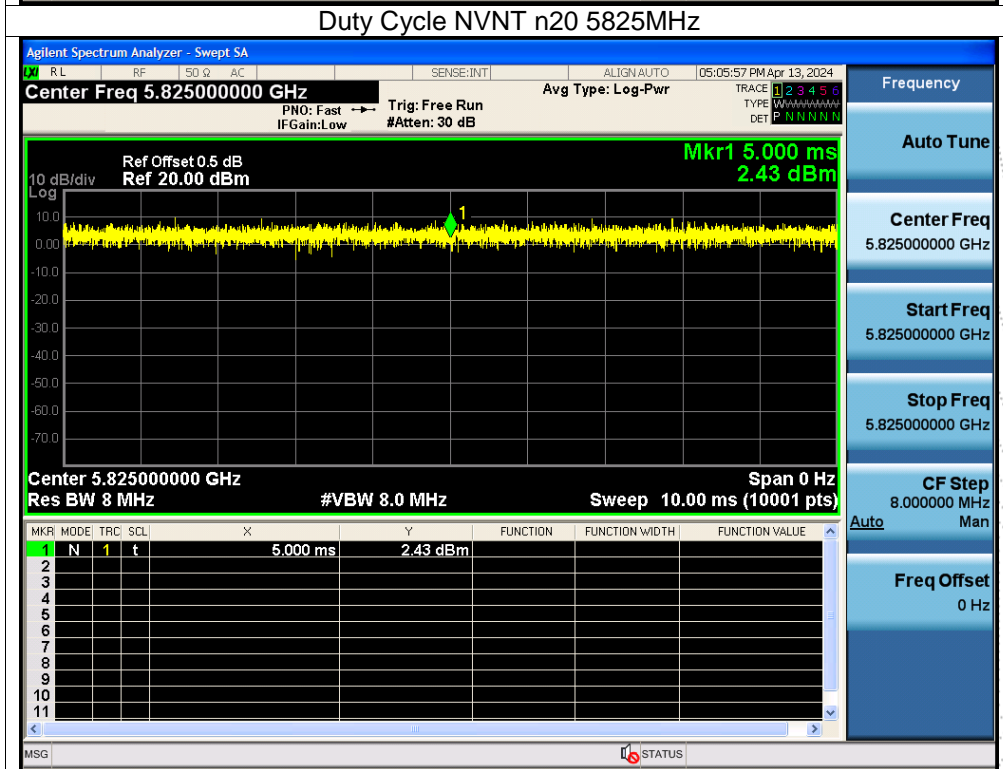 Duty Cycle NVNT n20 5825MHz
Agilent Spectrum Analyzer - Swept SA
LXI RL RF 50 Ω AC SENSE:INT ALIGN AUTO 05:05:57 PM Apr 13, 2024
Center Freq 5.825000000 GHz
PNO: Fast
IFGain:Low
Trig: Free Run
#Atten: 30 dB
Avg Type: Log-Pwr
TRACE 1 2 3 4 5 6
TYPE
DET P N N N N N
Mkr1 5.000 ms
2.43 dBm
Ref Offset 0.5 dB
10 dB/div Ref 20.00 dBm
Log
1
10.0
0.00
-10.0
-20.0
-30.0
-40.0
-50.0
-60.0
-70.0
Center 5.825000000 GHz Span 0 Hz
Res BW 8 MHz #VBW 8.0 MHz Sweep 10.00 ms (10001 pts)
MKR MODE TRC SCL X Y FUNCTION FUNCTION WIDTH FUNCTION VALUE
1 N 1 t 5.000 ms 2.43 dBm
2
3
4
5
6
7
8
9
10
11
MSG STATUS
Frequency
Auto Tune
Center Freq
5.825000000 GHz
Start Freq
5.825000000 GHz
Stop Freq
5.825000000 GHz
CF Step
8.000000 MHz
Auto Man
Freq Offset
0 Hz